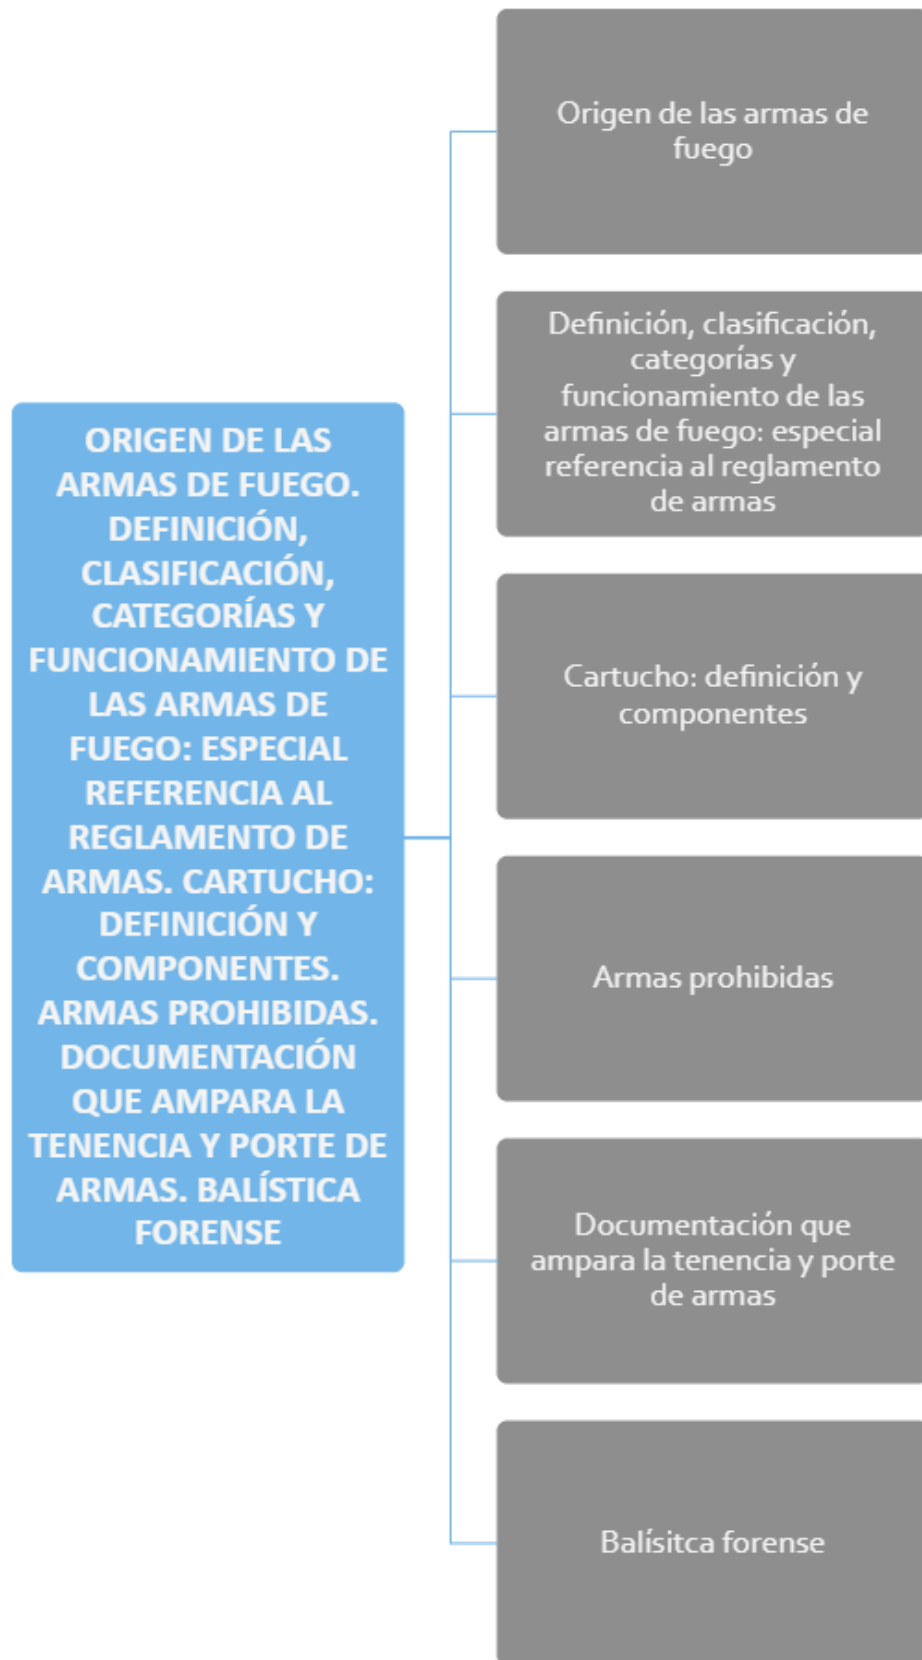 ORIGEN DE LAS
ARMAS DE FUEGO.
DEFINICIÓN,
CLASIFICACIÓN,
CATEGORÍAS Y
FUNCIONAMIENTO DE
LAS ARMAS DE
FUEGO: ESPECIAL
REFERENCIA AL
REGLAMENTO DE
ARMAS. CARTUCHO:
DEFINICIÓN Y
COMPONENTES.
ARMAS PROHIBIDAS.
DOCUMENTACIÓN
QUE AMPARA LA
TENENCIA Y PORTE DE
ARMAS. BALÍSTICA
FORENSE
Origen de las armas de
fuego
Definición, clasificación,
categorías y
funcionamiento de las
armas de fuego: especial
referencia al reglamento
de armas
Cartucho: definición y
componentes
Armas prohibidas
Documentación que
ampara la tenencia y porte
de armas
Balísitca forense